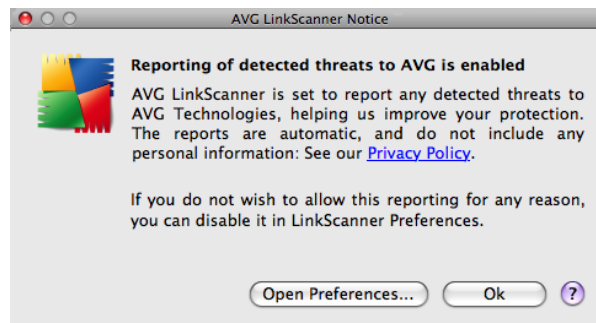 AVG LinkScanner Notice
Reporting of detected threats to AVG is enabled
AVG LinkScanner is set to report any detected threats to
AVG Technologies, helping us improve your protection.
The reports are automatic, and do not include any
personal information: See our Privacy Policy.
If you do not wish to allow this reporting for any reason,
you can disable it in LinkScanner Preferences.
Open Preferences... Ok ?